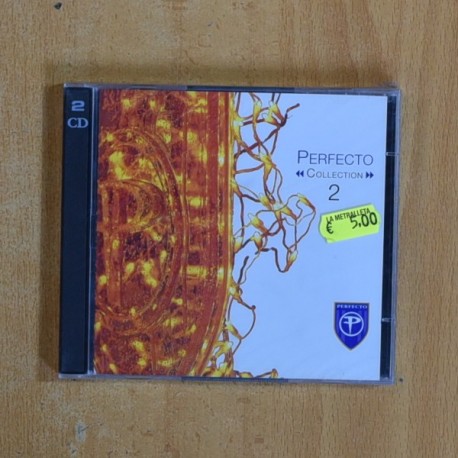 2
CD
PERFECTO
COLLECTION
2
LA METRALLETA
€ 5,00
PERFECTO
P